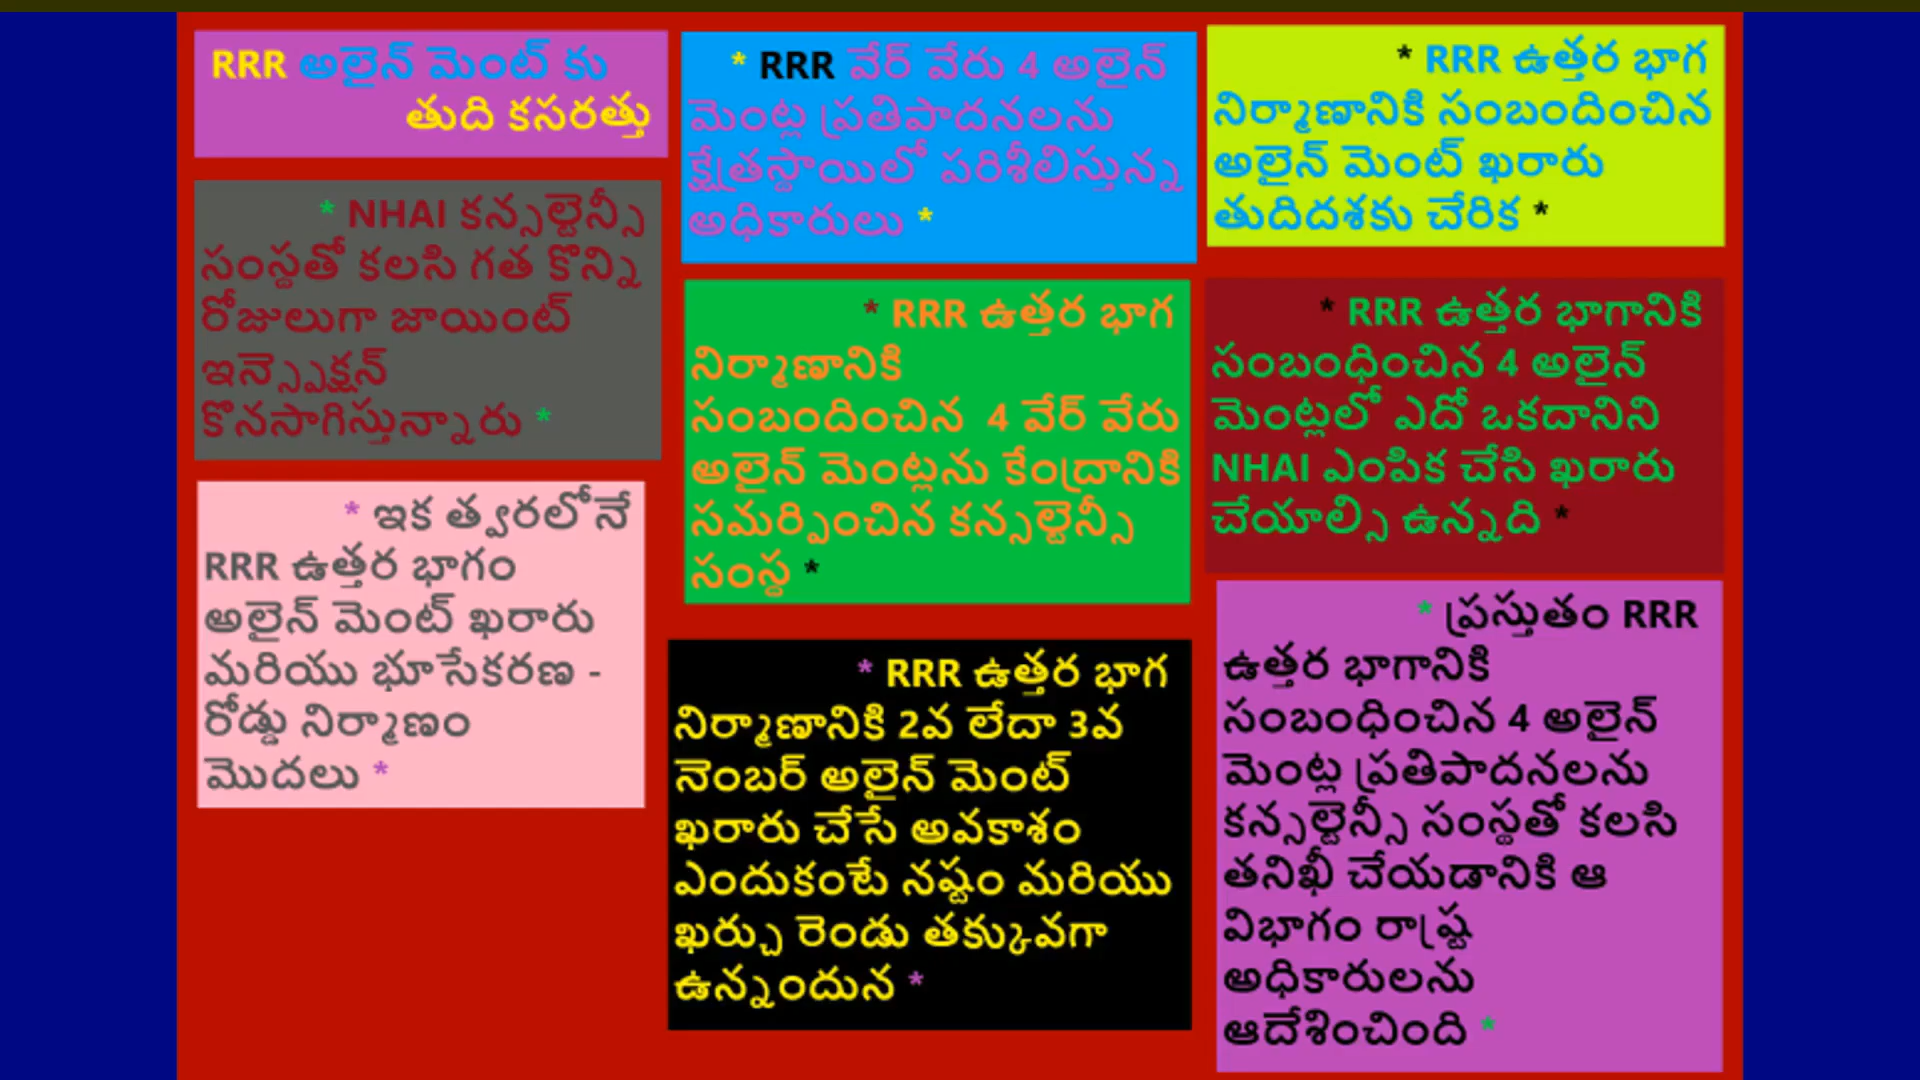 RRR అలైన్ మెంట్ కు
తుది కసరత్తు
* NHAI కన్సల్టెన్సీ
సంస్థతో కలసి గత కొన్ని
రోజులుగా జాయింట్
ఇన్స్పెక్షన్
కొనసాగిస్తున్నారు *
* ఇక త్వరలోనే
RRR ఉత్తర భాగం
అలైన్ మెంట్ ఖరారు
మరియు భూసేకరణ -
రోడ్డు నిర్మాణం
మొదలు *
* RRR వేర్ వేరు 4 అలైన్
మెంట్ల ప్రతిపాదనలను
క్షేత్రస్థాయిలో పరిశీలిస్తున్న
అధికారులు *
* RRR ఉత్తర భాగ
నిర్మాణానికి
సంబందించిన 4 వేర్ వేరు
అలైన్ మెంట్లను కేంద్రానికి
సమర్పించిన కన్సల్టెన్సీ
సంస్థ *
* RRR ఉత్తర భాగ
నిర్మాణానికి 2వ లేదా 3వ
నెంబర్ అలైన్ మెంట్
ఖరారు చేసే అవకాశం
ఎందుకంటే నష్టం మరియు
ఖర్చు రెండు తక్కువగా
ఉన్నందున *
* RRR ఉత్తర భాగ
నిర్మాణానికి సంబందించిన
అలైన్ మెంట్ ఖరారు
తుదిదశకు చేరిక *
* RRR ఉత్తర భాగానికి
సంబంధించిన 4 అలైన్
మెంట్లలో ఎదో ఒకదానిని
NHAI ఎంపిక చేసి ఖరారు
చేయాల్సి ఉన్నది *
* ప్రస్తుతం RRR
ఉత్తర భాగానికి
సంబంధించిన 4 అలైన్
మెంట్ల ప్రతిపాదనలను
కన్సల్టెన్సీ సంస్థతో కలసి
తనిఖీ చేయడానికి ఆ
విభాగం రాష్ట్ర
అధికారులను
ఆదేశించింది *